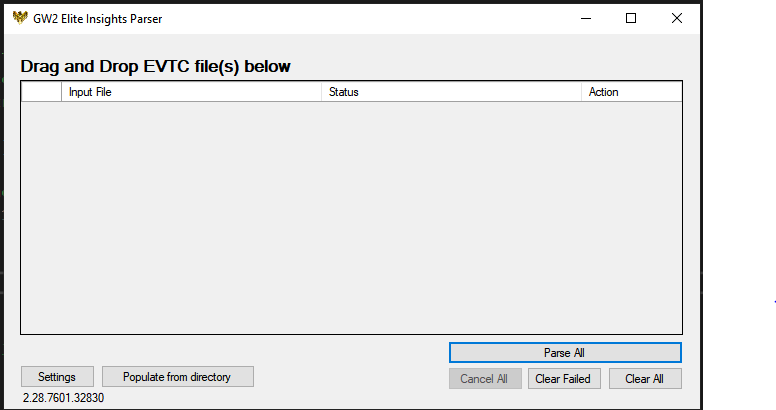 GW2 Elite Insights Parser
Drag and Drop EVTC file(s) below
Input File Status Action
Parse All
Settings Populate from directory Cancel All Clear Failed Clear All
2.28.7601.32830